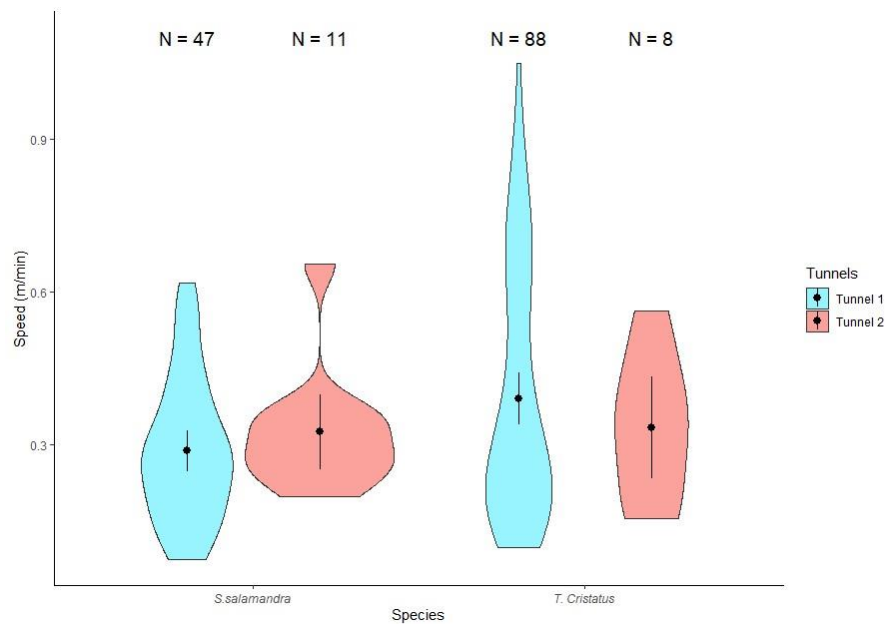 N = 47 N = 11 N = 88 N = 8
0.9
0.6
0.3
Speed (m/min)
S.salamandra T. Cristatus
Species
Tunnels
Tunnel 1
Tunnel 2